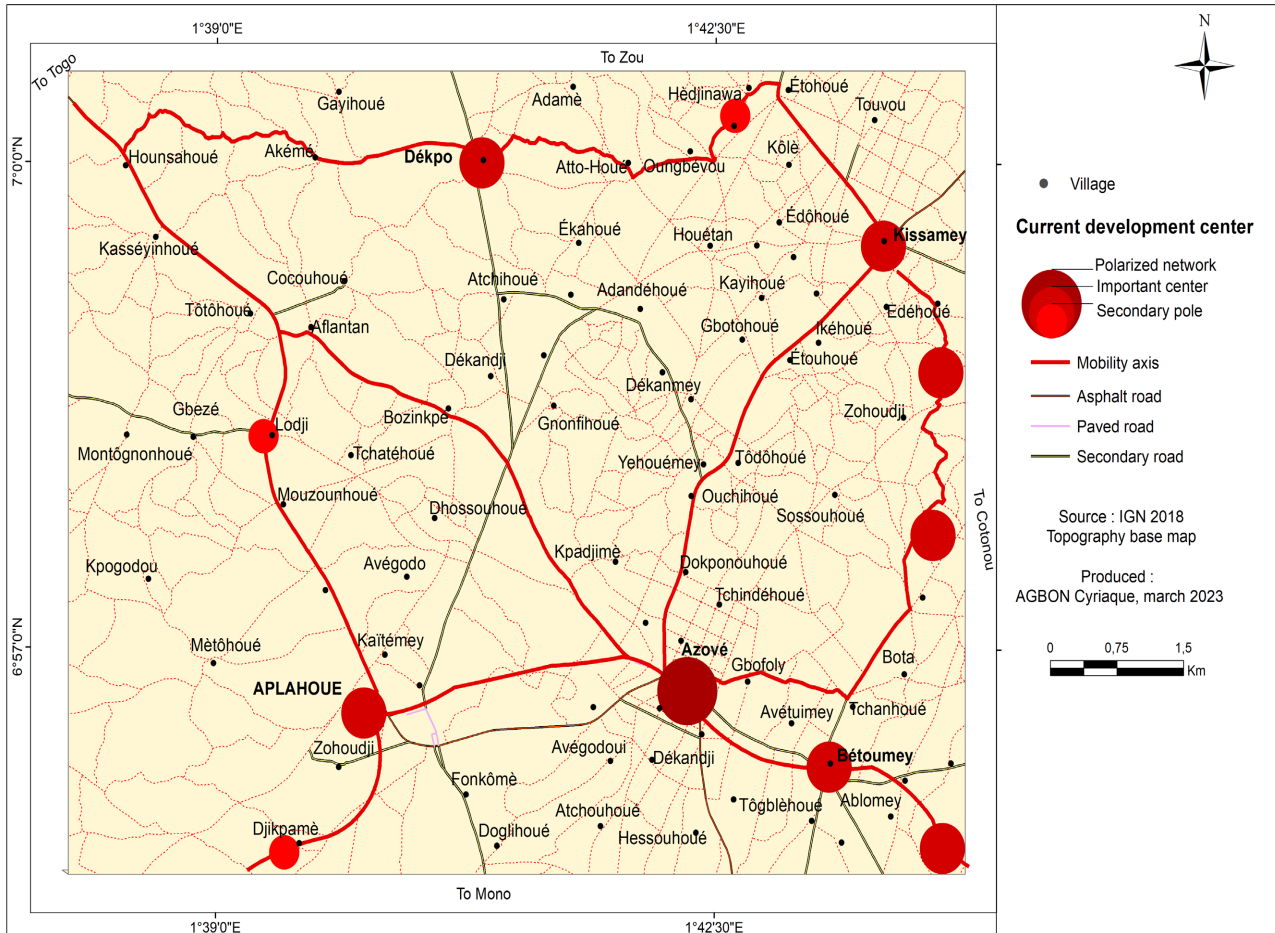 1°39'0"E
1°42'30"E
To Togo
To Zou
N
Gayihoué
Adamè
Hèdjinawa
Étohoué
Touvou
7°0'0"N
Hounsahoué
Akémé
Dékpo
Atto-Houé
Oungbévou
Kôlè
Village
Kasséyinhoué
Ékahoué
Houétan
Édôhoué
Kissamey
Current development center
Polarized network
Important center
Secondary pole
Cocouhoué
Atchihoué
Adandéhoué
Kayihoué
Tôtôhoué
Aflantan
Gbotohoué
Ikéhoué
Edéhoué
Étouhoué
Dékandji
Dékanmey
Mobility axis
Asphalt road
Paved road
Secondary road
Gbezé
Lodji
Bozinkpé
Gnonfihoué
Zohoudji
Montôgnonhoué
Tchatéhoué
Yehouémey
Tôdôhoué
Mouzounhoué
Dhossouhoué
Ouchihoué
Sossouhoué
To Cotonou
Source : IGN 2018
Topography base map
Kpogodou
Avégodo
Kpadjimè
Dokponouhoué
Tchindéhoué
Produced :
AGBON Cyriaque, march 2023
6°57'0"N
Mètôhoué
Kaïtémey
Azové
Gbofoly
Bota
0
0,75
1,5
Km
APLAHOUE
Avétuimey
Tchanhoué
Zohoudji
Avégodoui
Dékandji
Bétoumey
Fonkômè
Atchouhoué
Tôgblèhoué
Ablomey
Djikpamè
Doglihoué
Hessouhoué
To Mono
1°39'0"E
1°42'30"E